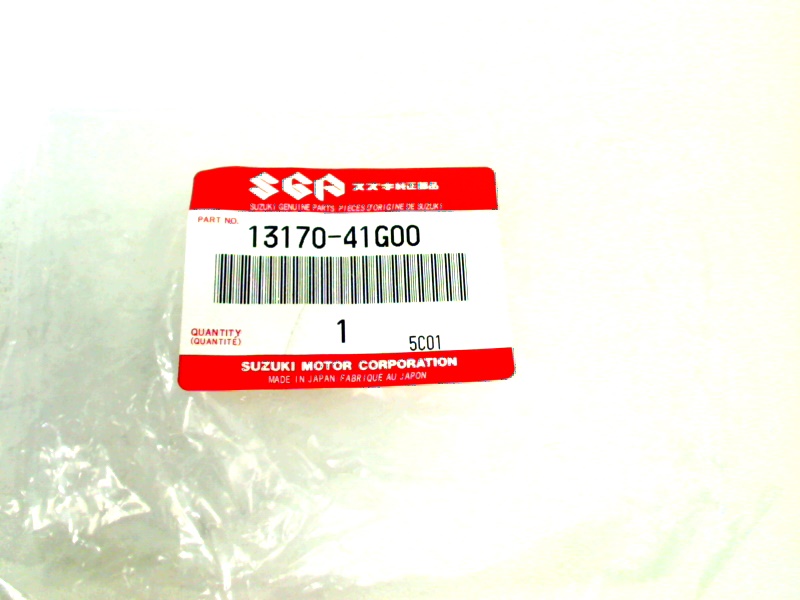 SGP スズキ純正部品
SUZUKI GENUINE PARTS PIECES D'ORIGINE DE SUZUKI
PART NO. 13170-41G00
QUANTITY 1
(QUANTITÉ) 5C01
SUZUKI MOTOR CORPORATION
MADE IN JAPAN FABRIQUE AU JAPON